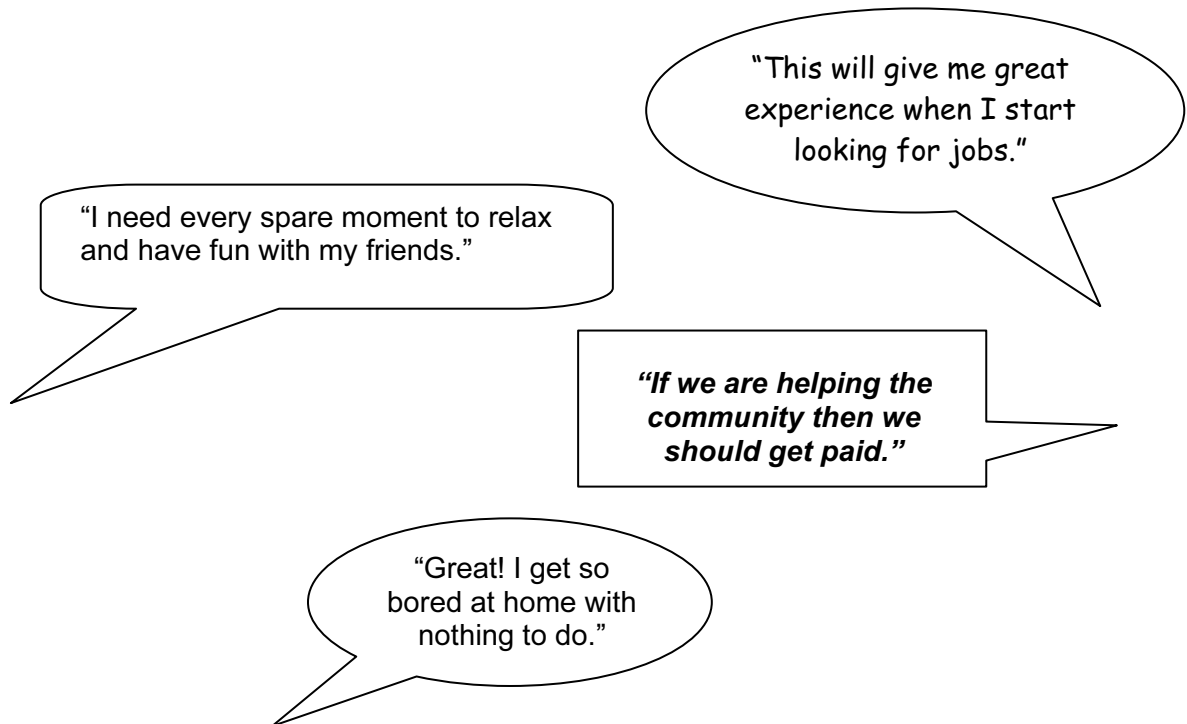 “This will give me great
experience when I start
looking for jobs.”
“I need every spare moment to relax
and have fun with my friends.”
“If we are helping the
community then we
should get paid.”
“Great! I get so
bored at home with
nothing to do.”